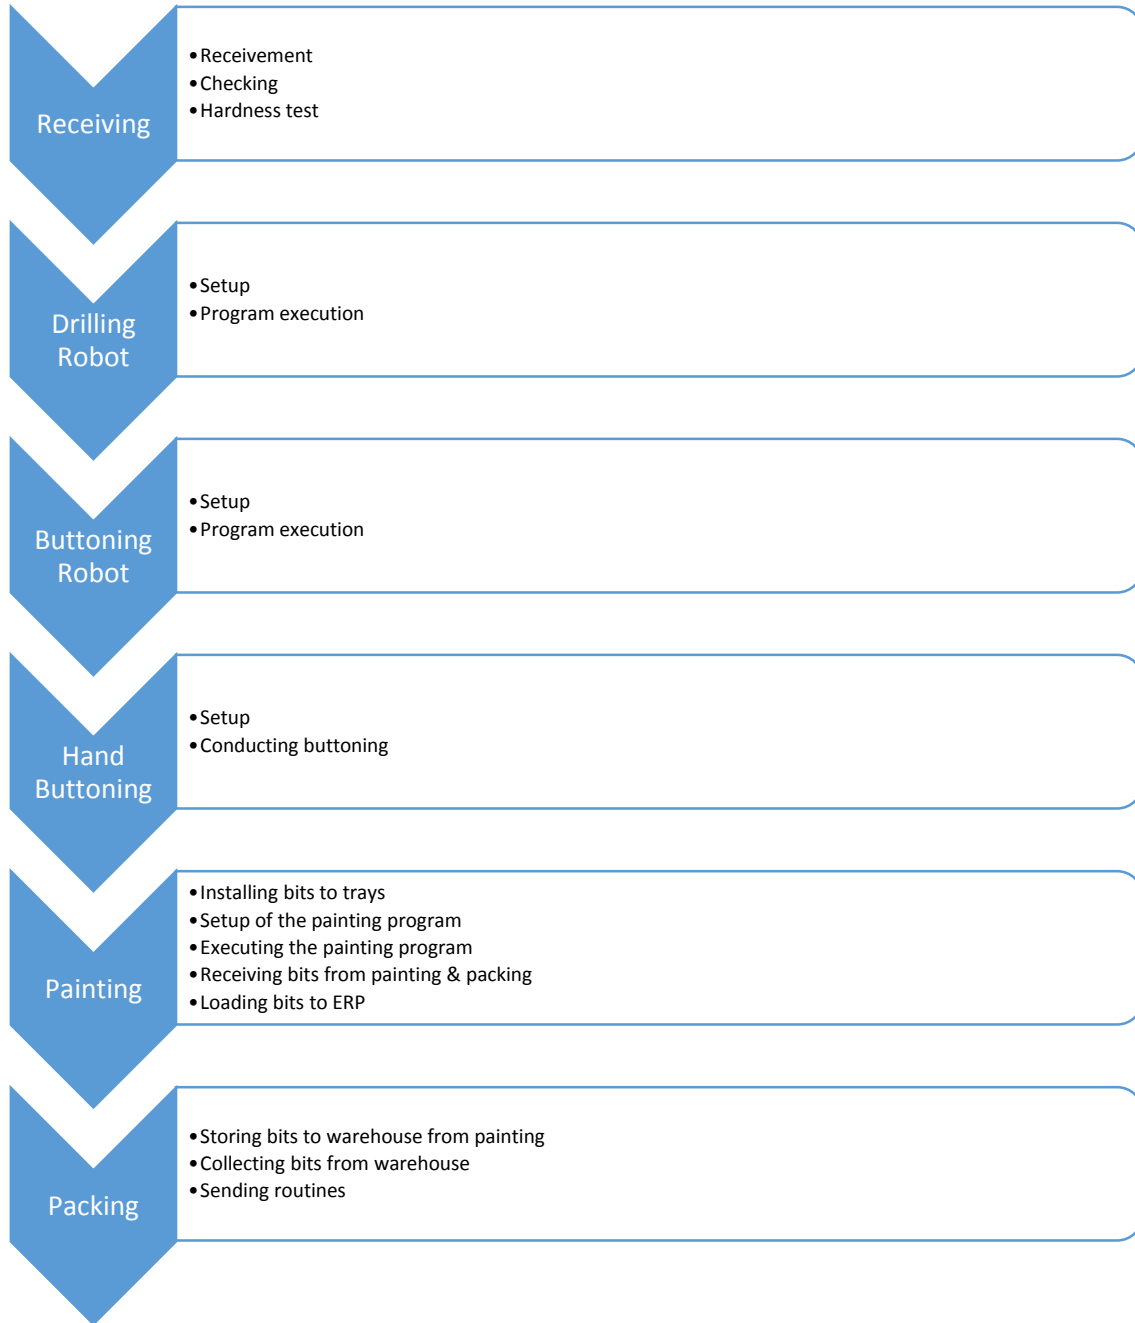 Receiving
•Receivement
•Checking
•Hardness test
Drilling
Robot
•Setup
•Program execution
Buttoning
Robot
•Setup
•Program execution
Hand
Buttoning
•Setup
•Conducting buttoning
Painting
•Installing bits to trays
•Setup of the painting program
•Executing the painting program
•Receiving bits from painting & packing
•Loading bits to ERP
Packing
•Storing bits to warehouse from painting
•Collecting bits from warehouse
•Sending routines